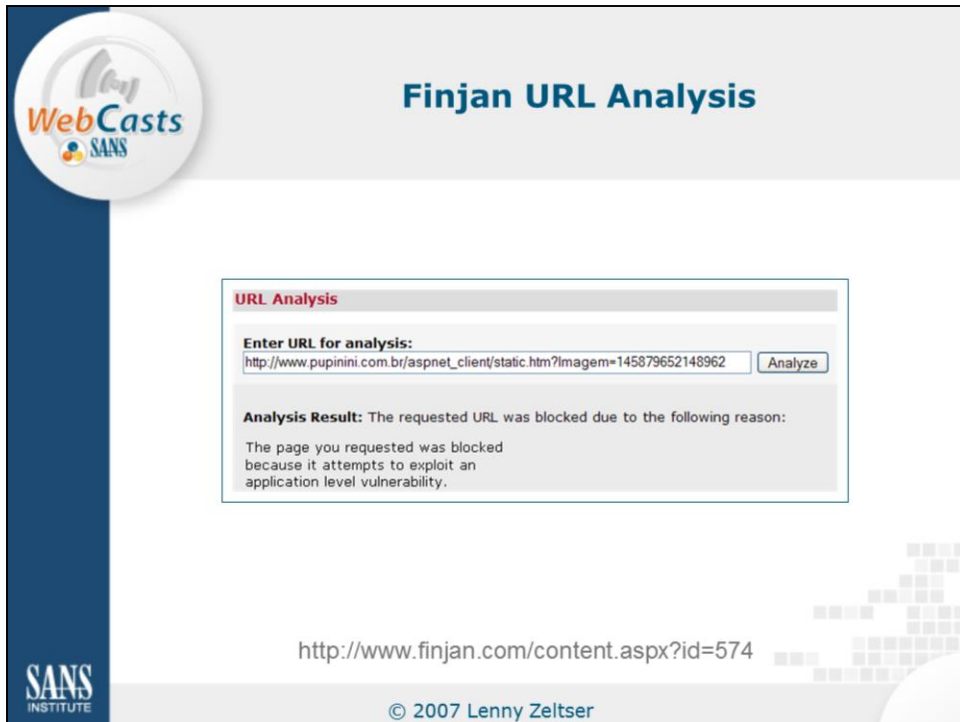 WebCasts
SANS
Finjan URL Analysis
URL Analysis
Enter URL for analysis:
http://www.pupinini.com.br/aspnet_client/static.htm?Imagem=145879652148962
Analyze
Analysis Result: The requested URL was blocked due to the following reason:
The page you requested was blocked
because it attempts to exploit an
application level vulnerability.
http://www.finjan.com/content.aspx?id=574
SANS
INSTITUTE
© 2007 Lenny Zeltser